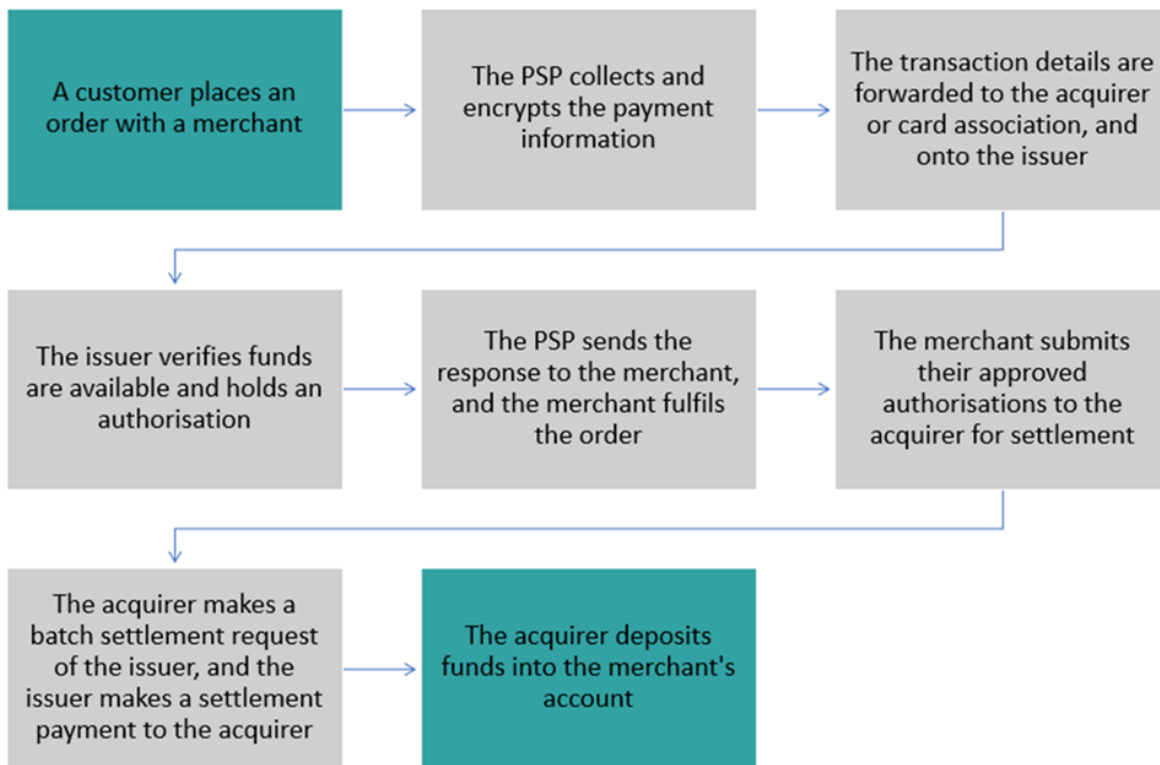 A customer places an
order with a merchant
The PSP collects and
encrypts the payment
information
The transaction details are
forwarded to the acquirer
or card association, and
onto the issuer
The issuer verifies funds
are available and holds an
authorisation
The PSP sends the
response to the merchant,
and the merchant fulfils
the order
The merchant submits
their approved
authorisations to the
acquirer for settlement
The acquirer makes a
batch settlement request
of the issuer, and the
issuer makes a settlement
payment to the acquirer
The acquirer deposits
funds into the merchant's
account